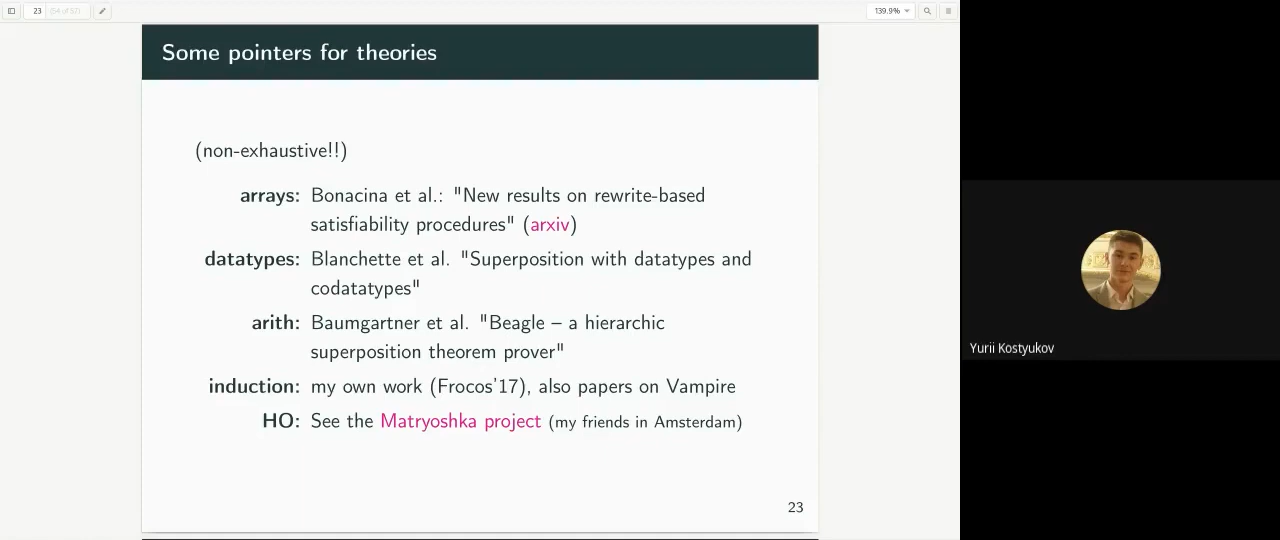 23 (54 of 57) 139.9%
Some pointers for theories
(non-exhaustive!!)
arrays: Bonacina et al.: "New results on rewrite-based
satisfiability procedures" (arxiv)
datatypes: Blanchette et al. "Superposition with datatypes and
codatatypes"
arith: Baumgartner et al. "Beagle – a hierarchic
superposition theorem prover"
induction: my own work (Frocos'17), also papers on Vampire
HO: See the Matryoshka project (my friends in Amsterdam)
23
Yurii Kostyukov